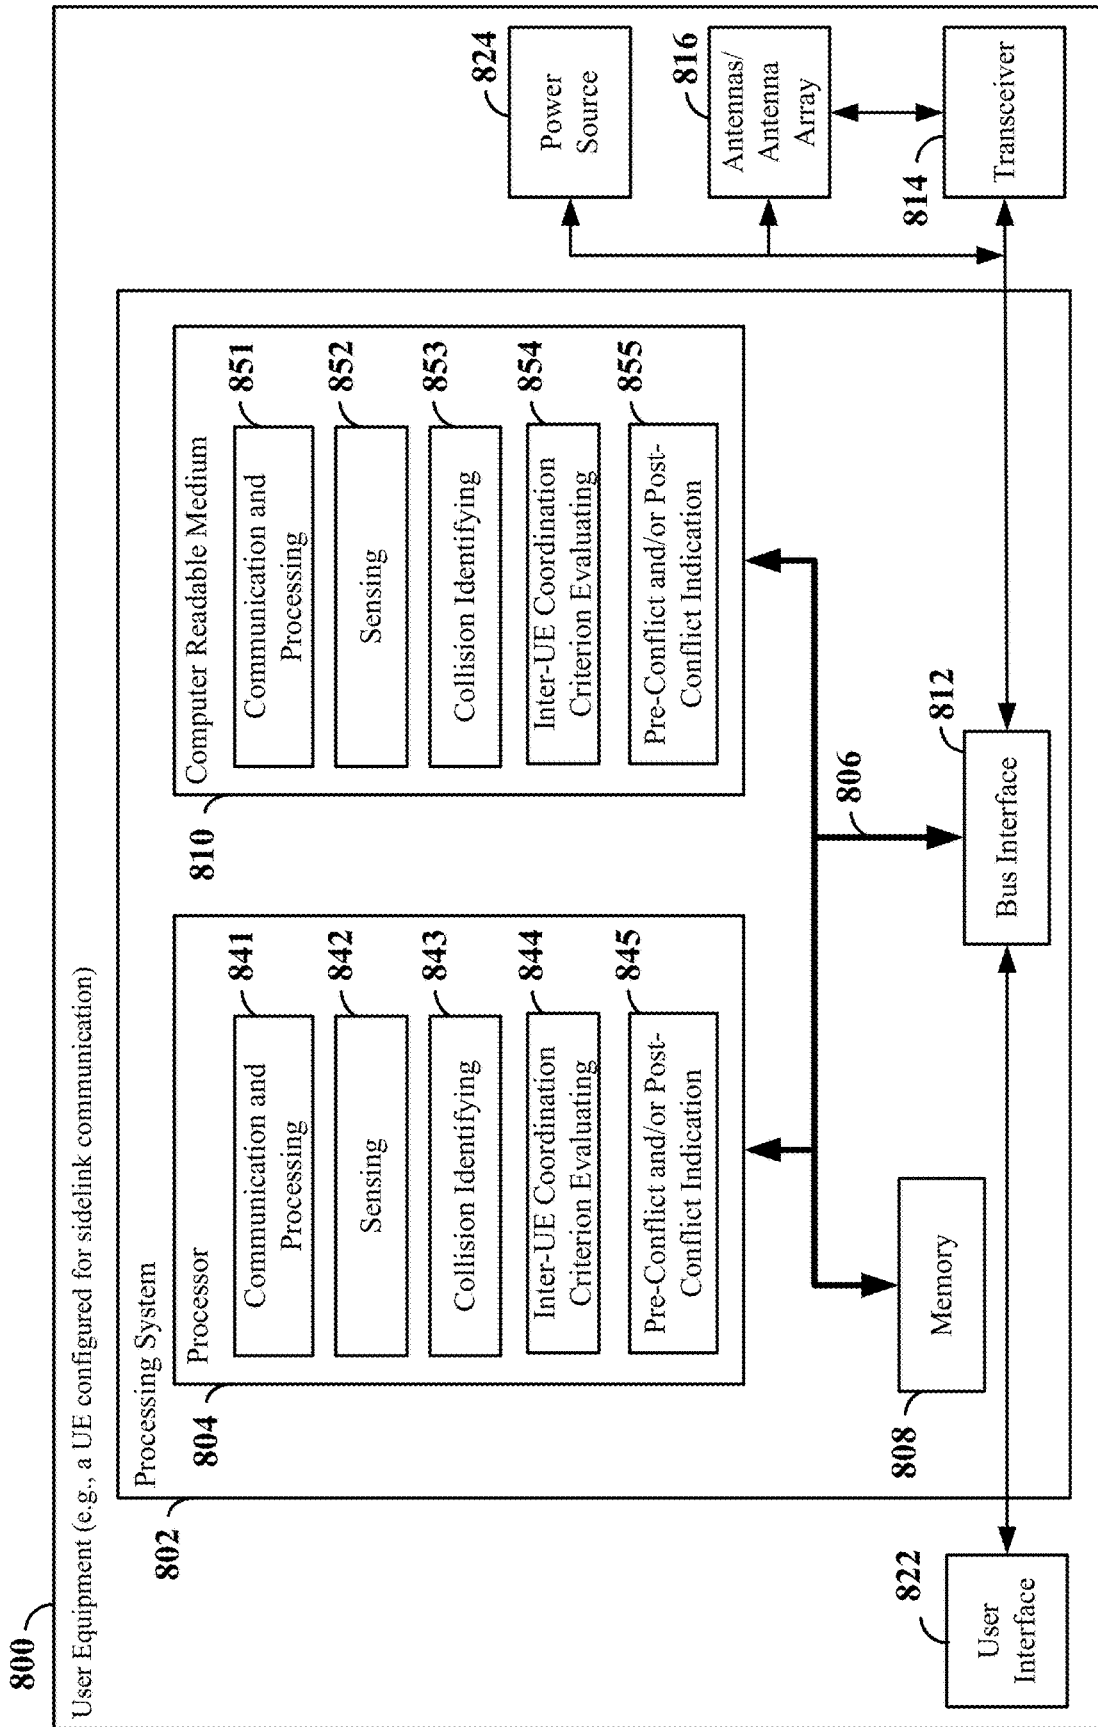 800
User Equipment (e.g., a UE configured for sidelink communication)
802
Processing System
804
Processor
Communication and
Processing
841
Sensing
842
Collision Identifying
843
Inter-UE Coordination
Criterion Evaluating
844
Pre-Conflict and/or Post-
Conflict Indication
845
810
Computer Readable Medium
Communication and
Processing
851
Sensing
852
Collision Identifying
853
Inter-UE Coordination
Criterion Evaluating
854
Pre-Conflict and/or Post-
Conflict Indication
855
806
808
Memory
812
Bus Interface
822
User
Interface
824
Power
Source
816
Antennas/
Antenna
Array
814
Transceiver